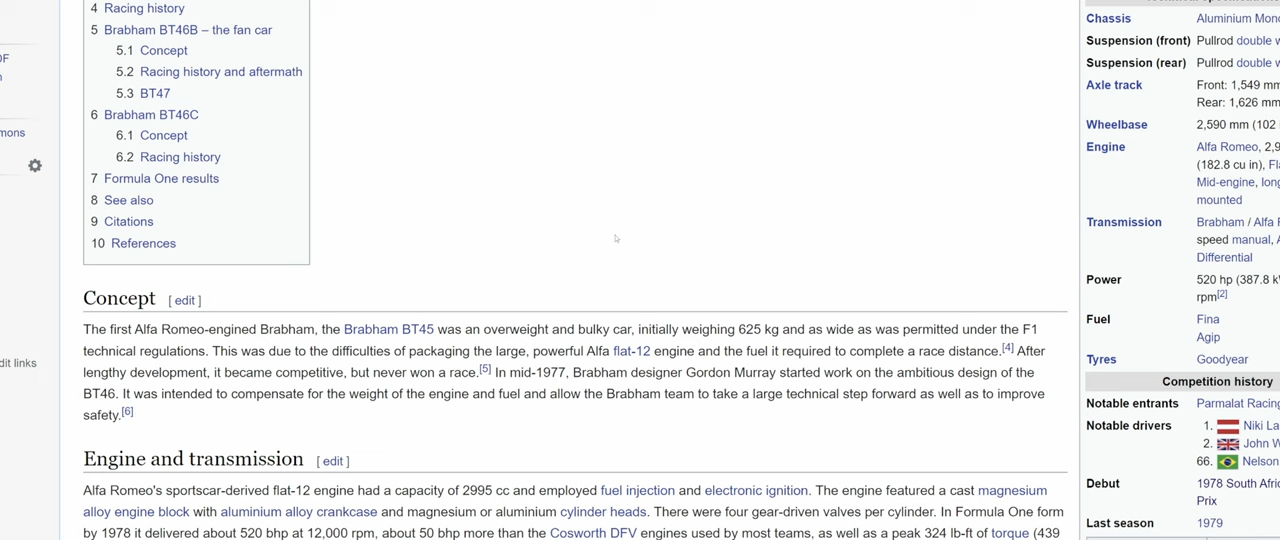 4 Racing history
5 Brabham BT46B – the fan car
5.1 Concept
5.2 Racing history and aftermath
5.3 BT47
6 Brabham BT46C
6.1 Concept
6.2 Racing history
7 Formula One results
8 See also
9 Citations
10 References
Concept [ edit ]
The first Alfa Romeo-engined Brabham, the Brabham BT45 was an overweight and bulky car, initially weighing 625 kg and as wide as was permitted under the F1
technical regulations. This was due to the difficulties of packaging the large, powerful Alfa flat-12 engine and the fuel it required to complete a race distance.[4] After
lengthy development, it became competitive, but never won a race.[5] In mid-1977, Brabham designer Gordon Murray started work on the ambitious design of the
BT46. It was intended to compensate for the weight of the engine and fuel and allow the Brabham team to take a large technical step forward as well as to improve
safety.[6]
Engine and transmission [ edit ]
Alfa Romeo's sportscar-derived flat-12 engine had a capacity of 2995 cc and employed fuel injection and electronic ignition. The engine featured a cast magnesium
alloy engine block with aluminium alloy crankcase and magnesium or aluminium cylinder heads. There were four gear-driven valves per cylinder. In Formula One form
by 1978 it delivered about 520 bhp at 12,000 rpm, about 50 bhp more than the Cosworth DFV engines used by most teams, as well as a peak 324 lb-ft of torque (439
Chassis Aluminium Mono
Suspension (front) Pullrod double w
Suspension (rear) Pullrod double w
Axle track Front: 1,549 mm
Rear: 1,626 mm
Wheelbase 2,590 mm (102
Engine Alfa Romeo, 2,9
(182.8 cu in), Fl
Mid-engine, long
mounted
Transmission Brabham / Alfa
speed manual,
Differential
Power 520 hp (387.8 k
rpm[2]
Fuel Fina
Agip
Tyres Goodyear
Competition history
Notable entrants Parmalat Racing
Notable drivers 1. Niki La
2. John W
66. Nelson
Debut 1978 South Afri
Prix
Last season 1979
mons
dit links